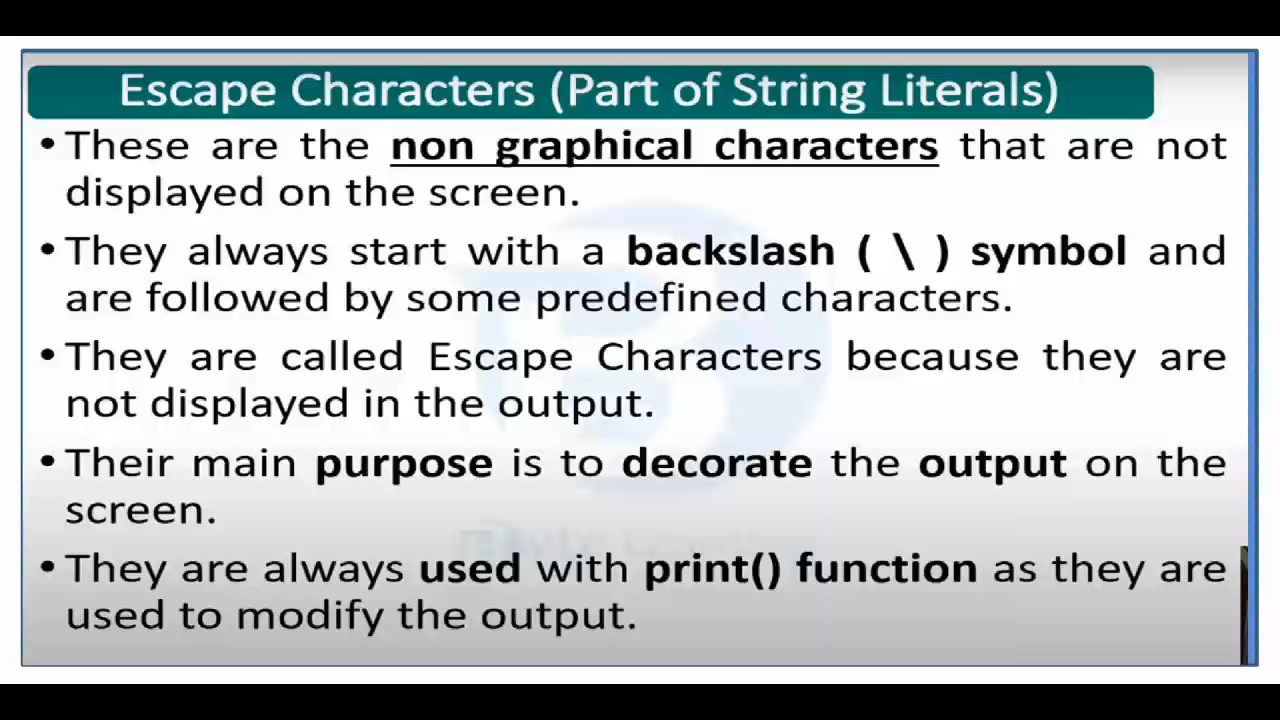 Escape Characters (Part of String Literals)
• These are the non graphical characters that are not
displayed on the screen.
• They always start with a backslash ( \ ) symbol and
are followed by some predefined characters.
• They are called Escape Characters because they are
not displayed in the output.
• Their main purpose is to decorate the output on the
screen.
• They are always used with print() function as they are
used to modify the output.